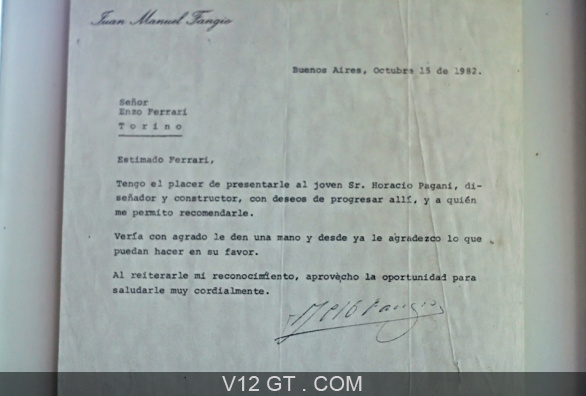 Juan Manuel Fangio
Buenos Aires, Octubre 15 de 1982.
Señor
Enzo Ferrari
Torino
Estimado Ferrari,
Tengo el placer de presentarle al joven Sr. Horacio Pagani, di-
señador y constructor, con deseos de progresar allí, y a quién
me permito recomendarle.
Vería con agrado le den una mano y desde ya le agradezco lo que
puedan hacer en su favor.
Al reiterarle mi reconocimiento, aprovecho la oportunidad para
saludarle muy cordialmente.
V12 GT . COM